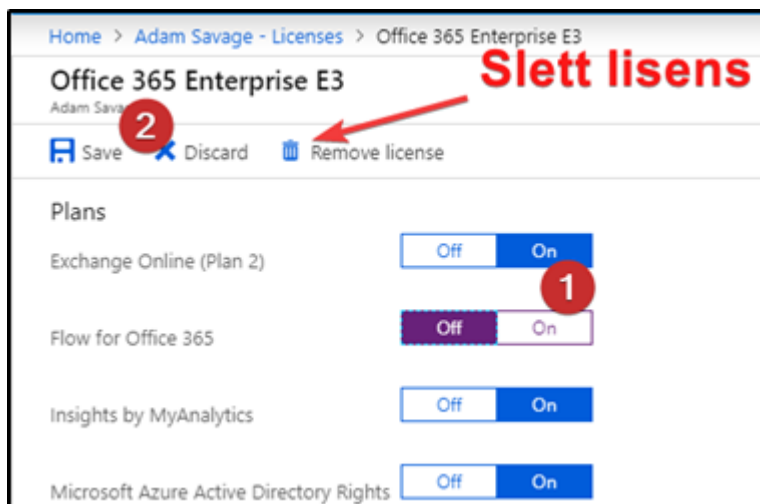 Home > Adam Savage - Licenses > Office 365 Enterprise E3
Office 365 Enterprise E3
Slett lisens
Adam
2
Save Discard Remove license
Plans
Exchange Online (Plan 2) Off On
1
Flow for Office 365 Off On
Insights by MyAnalytics Off On
Microsoft Azure Active Directory Rights Off On